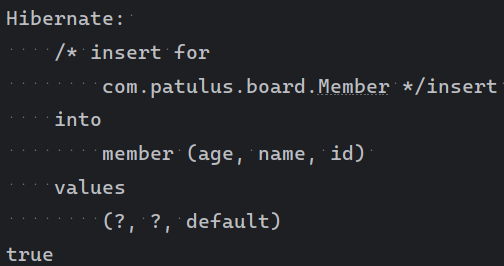 Hibernate:
    /* insert for
        com.patulus.board.Member */insert
    into
        member (age, name, id)
    values
        (?, ?, default)
true